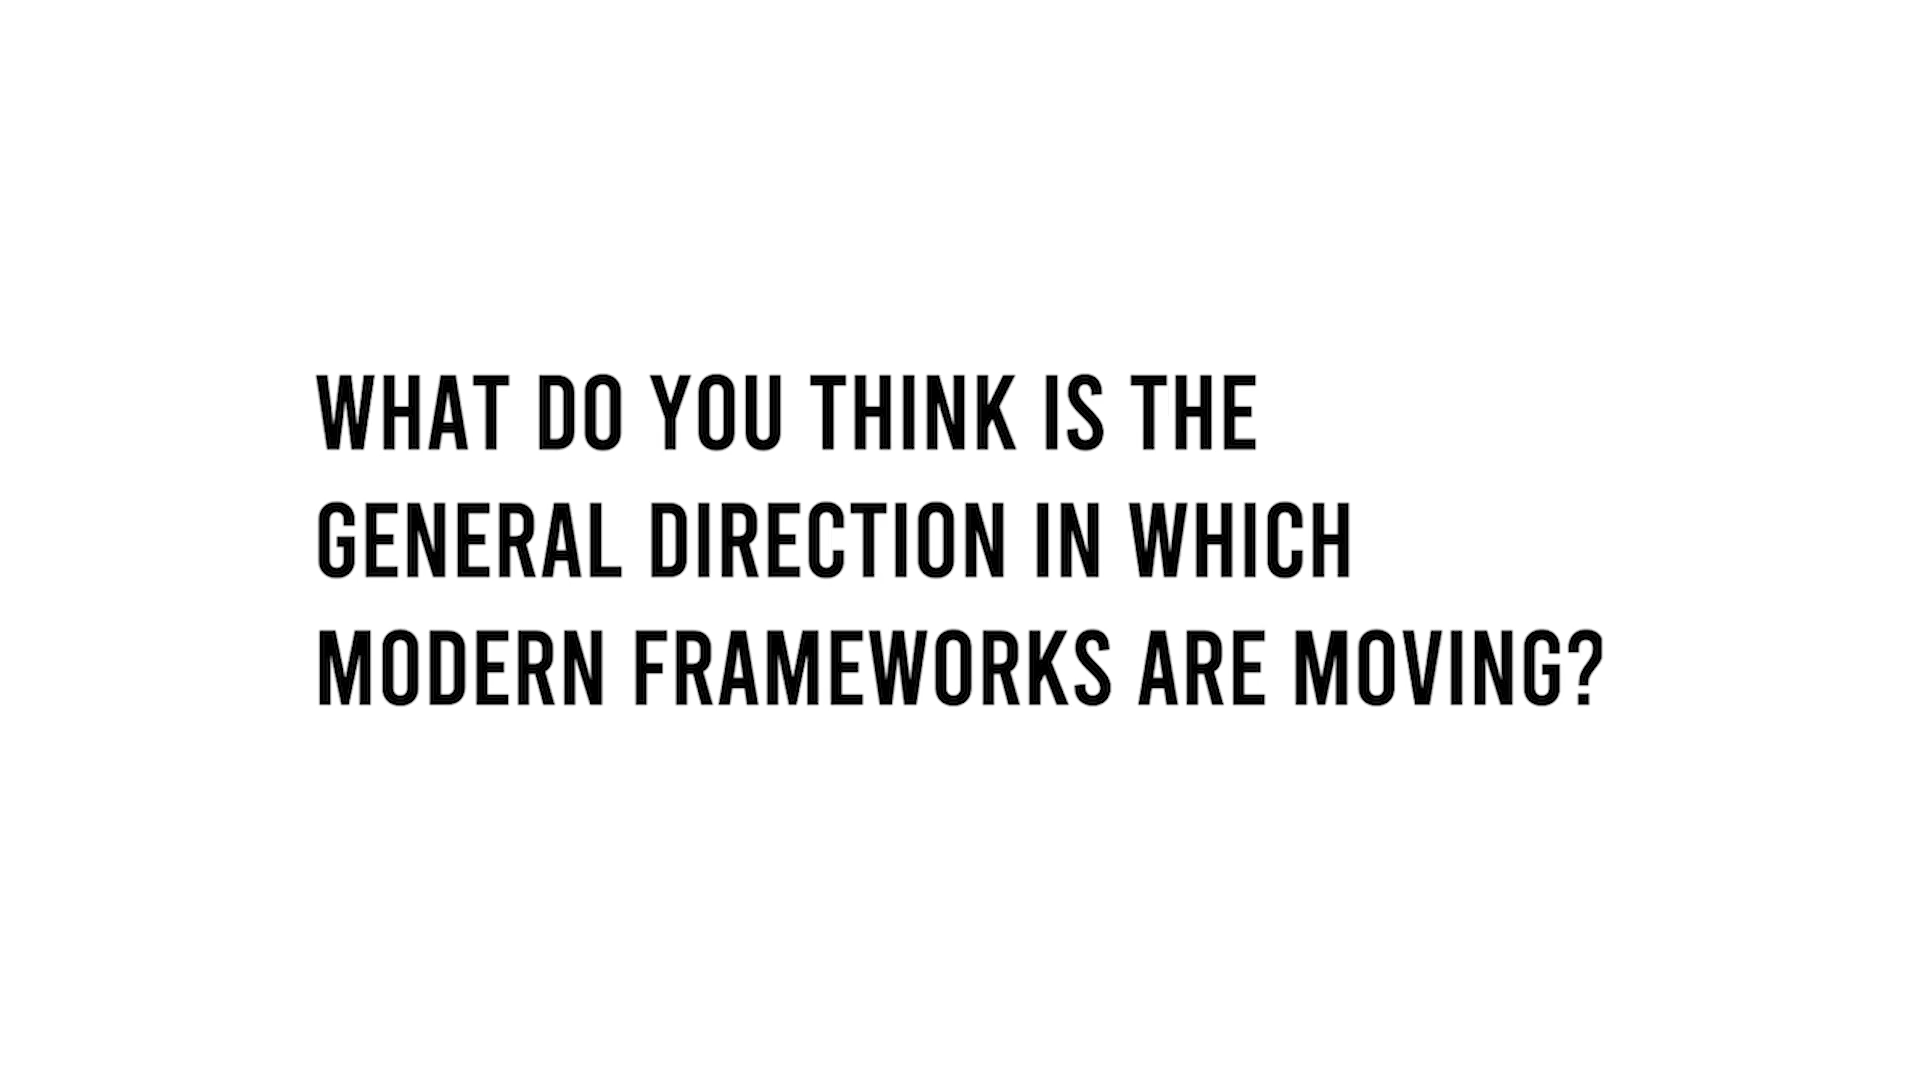 WHAT DO YOU THINK IS THE
GENERAL DIRECTION IN WHICH
MODERN FRAMEWORKS ARE MOVING?